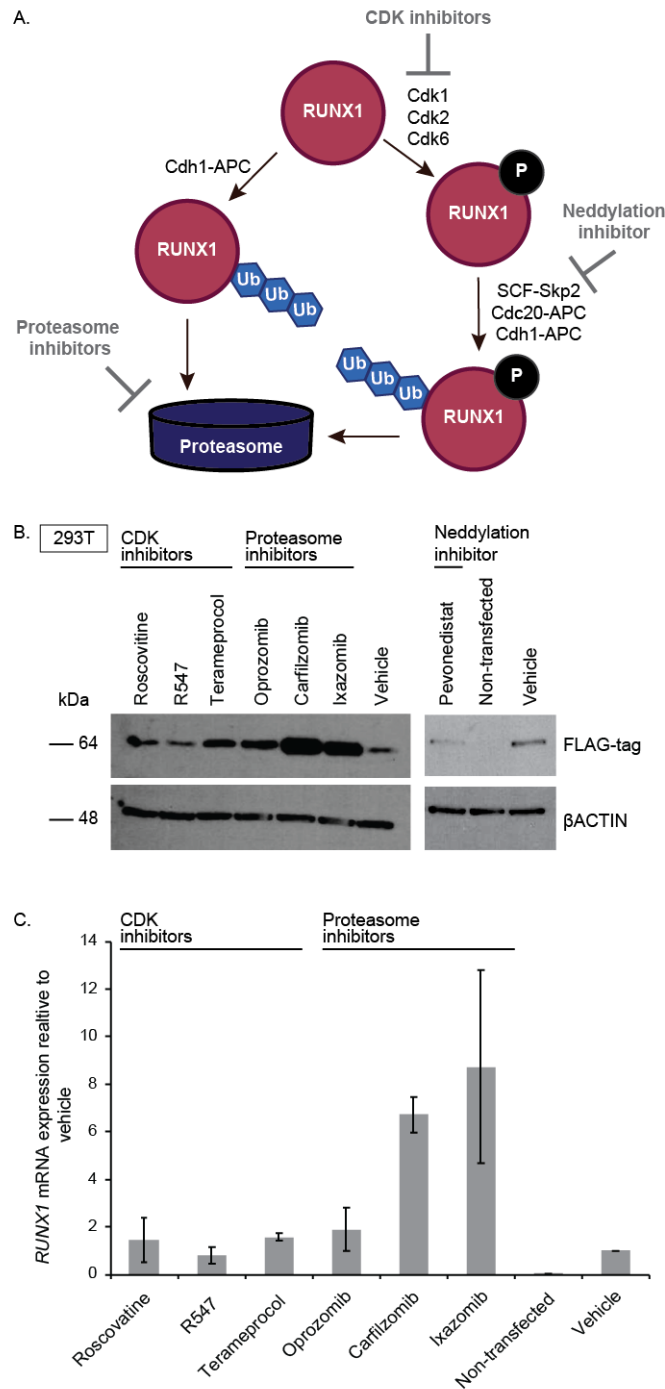 A.
CDK inhibitors
RUNX1
Cdk1
Cdk2
Cdk6
Cdh1-APC
P
RUNX1
Neddylation
inhibitor
RUNX1
Ub
Ub
Ub
SCF-Skp2
Cdc20-APC
Cdh1-APC
Proteasome
inhibitors
Ub
Ub
Ub
P
RUNX1
Proteasome
B.
293T
CDK
inhibitors
Proteasome
inhibitors
Neddylation
inhibitor
Roscovitine
R547
Terameprocol
Oprozomib
Carfilzomib
Ixazomib
Vehicle
Pevonedistat
Non-transfected
Vehicle
kDa
64
FLAG-tag
48
βACTIN
C.
CDK
inhibitors
Proteasome
inhibitors
RUNX1 mRNA expression realtive to
vehicle
14
12
10
8
6
4
2
0
Roscovatine
R547
Terameprocol
Oprozomib
Carfilzomib
Ixazomib
Non-transfected
Vehicle